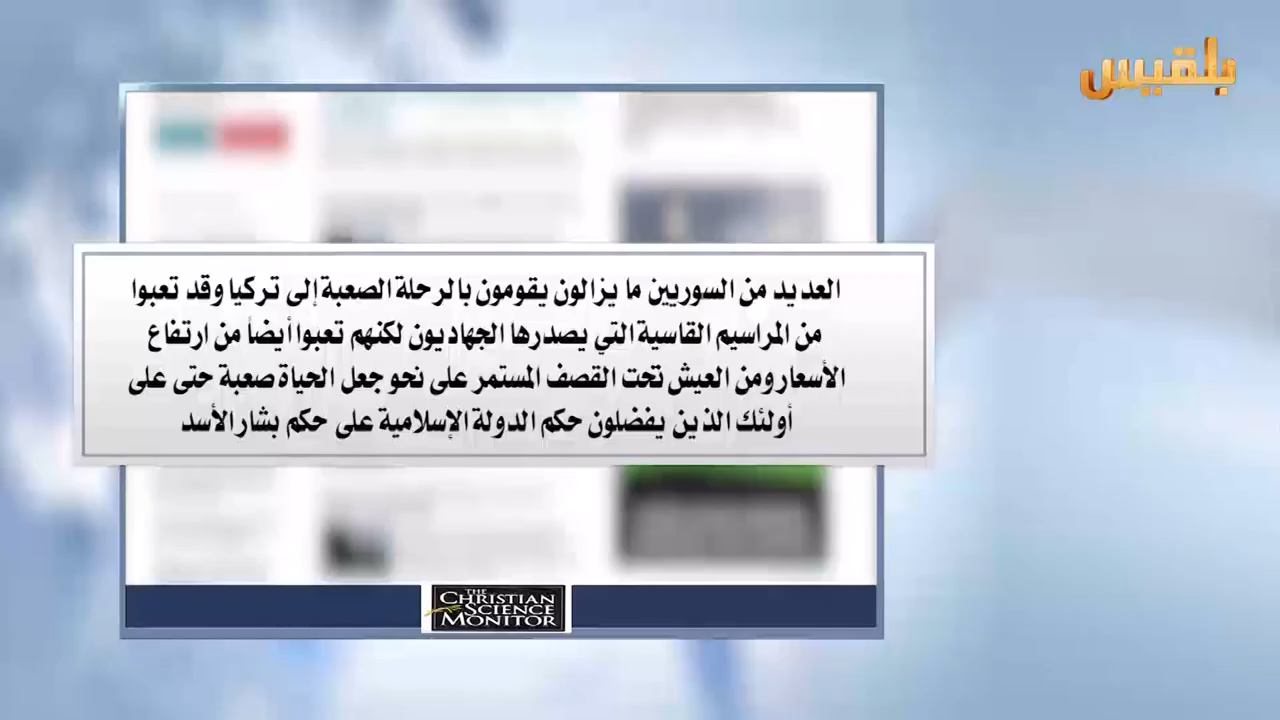 بلقيس
العديد من السوريين ما يزالون يقومون بالرحلة الصعبة إلى تركيا وقد تعبوا
من المراسيم القاسية التي يصدرها الجهاديون لكنهم تعبوا أيضاً من ارتفاع
الأسعار ومن العيش تحت القصف المستمر على نحو جعل الحياة صعبة حتى على
أولئك الذين يفضلون حكم الدولة الإسلامية على حكم بشار الأسد
THE
CHRISTIAN
SCIENCE
MONITOR